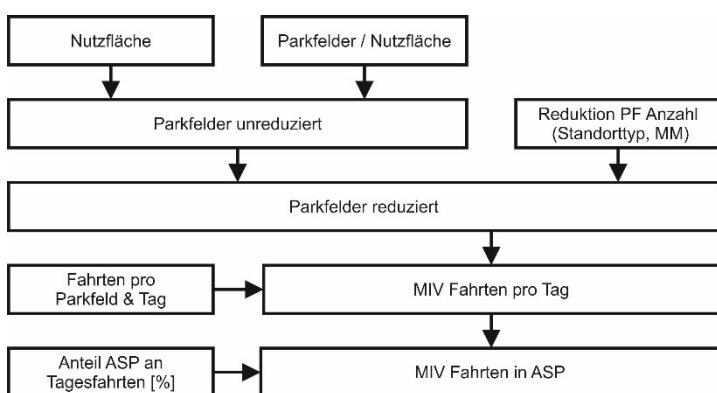 Nutzfläche
Parkfelder / Nutzfläche
Parkfelder unreduziert
Reduktion PF Anzahl
(Standorttyp, MM)
Parkfelder reduziert
Fahrten pro
Parkfeld & Tag
MIV Fahrten pro Tag
Anteil ASP an
Tagesfahrten [%]
MIV Fahrten in ASP